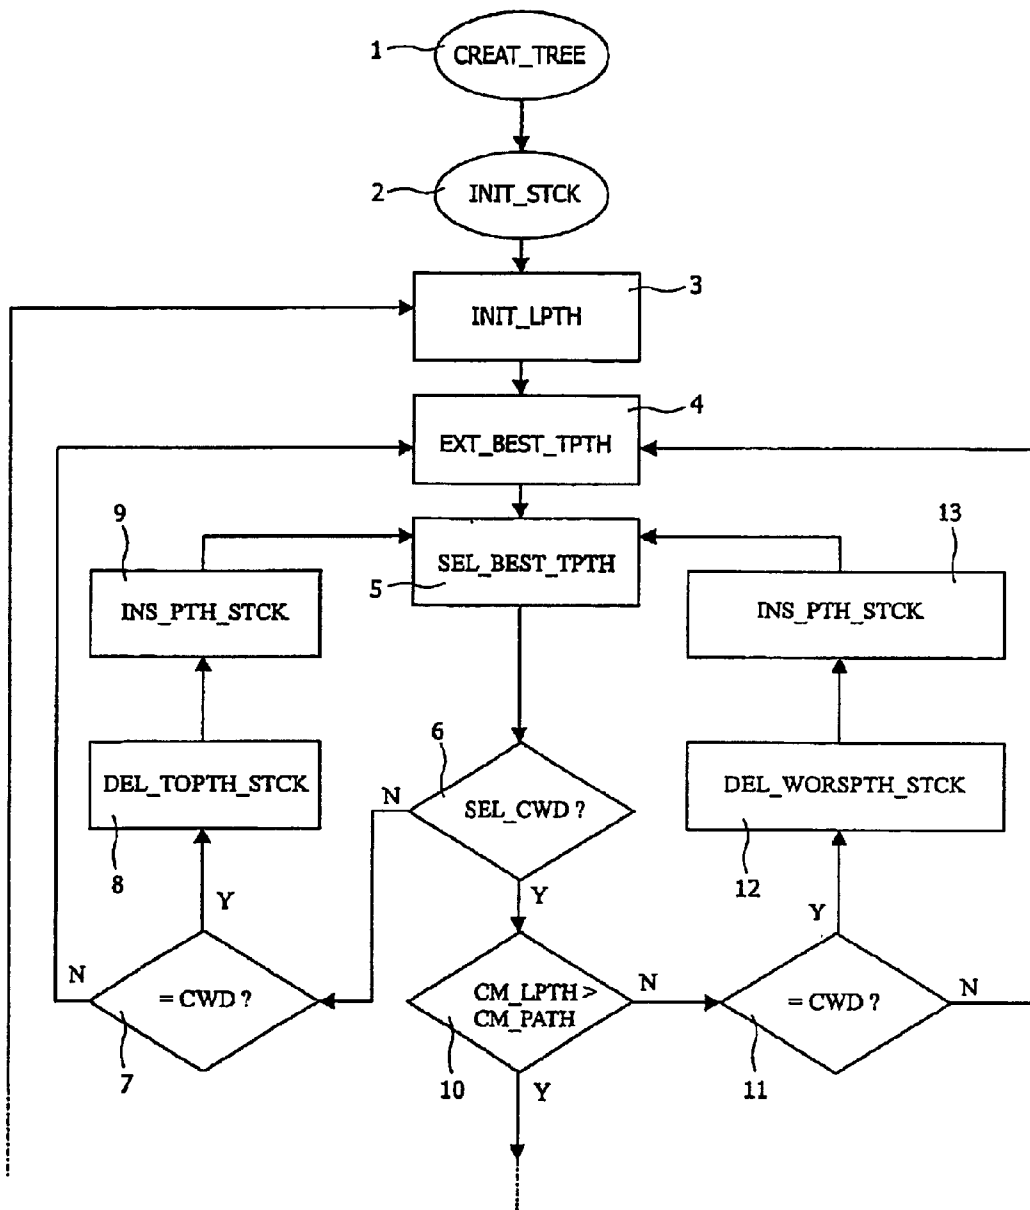 1
CREAT_TREE
2
INIT_STCK
3
INIT_LPTH
4
EXT_BEST_TPTH
9
13
SEL_BEST_TPTH
5
INS_PTH_STCK
INS_PTH_STCK
6
DEL_TOPTH_STCK
N
SEL_CWD ?
DEL_WORSPTH_STCK
8
12
Y
Y
Y
N
= CWD ?
CM_LPTH >
CM_PATH
N
= CWD ?
N
7
10
Y
11